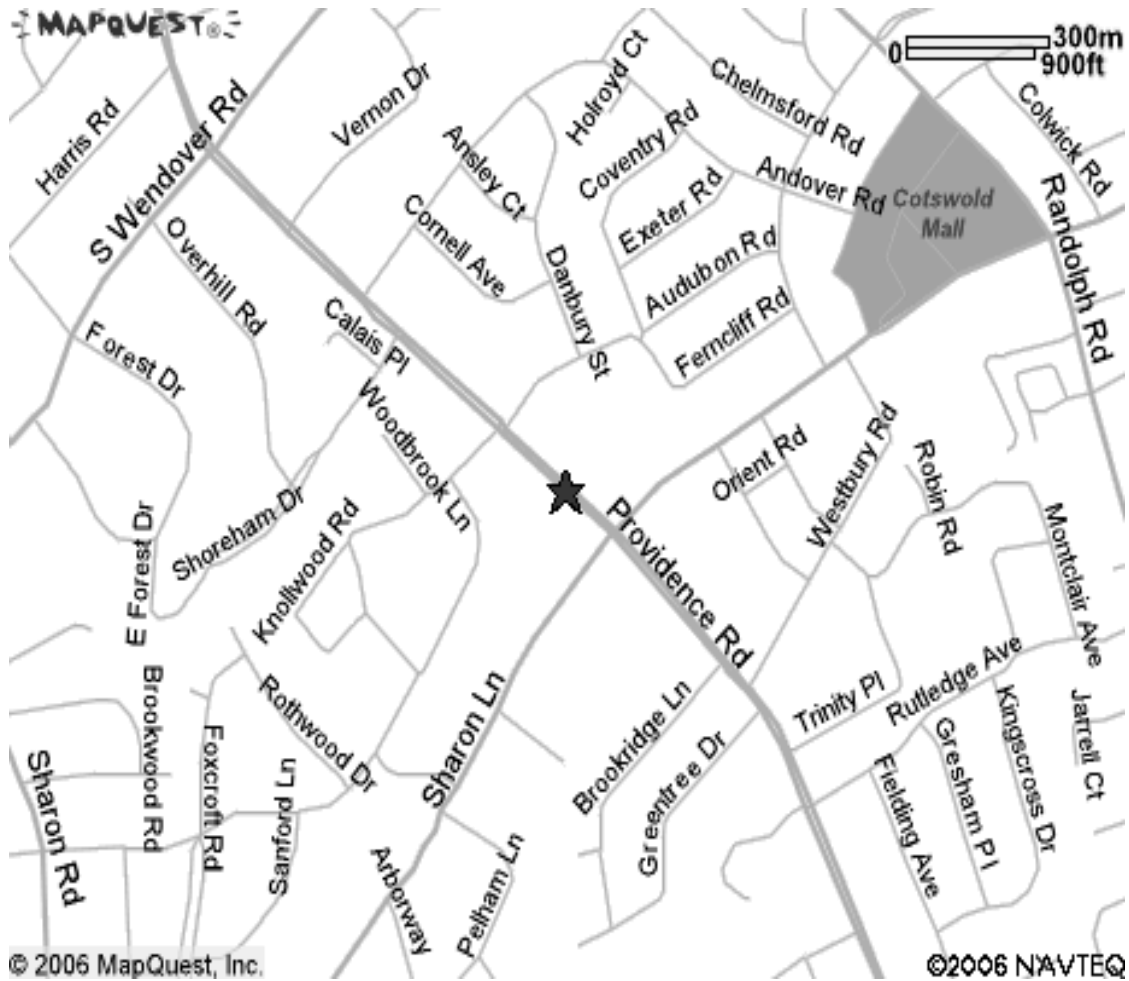 MAPQUEST®
0
300m
900ft
Harris Rd
S Wendover Rd
Vernon Dr
Holroyd Ct
Chelmsford Rd
Colwick Rd
Ansley Ct
Coventry Rd
Andover Rd
Cotswold
Mall
Randolph Rd
Overhill Rd
Cornell Ave
Exeter Rd
Audubon Rd
Danbury St
Ferncliff Rd
Forest Dr
Calais Pl
Woodbrook Ln
Orient Rd
Westbury Rd
Robin Rd
Shoreham Dr
Knollwood Rd
E Forest Dr
Providence Rd
Montclair Ave
Brookwood Rd
Foxcroft Rd
Rothwood Dr
Sharon Ln
Trinity Pl
Rutledge Ave
Kingscross Dr
Jarrell Ct
Brookridge Ln
Greentree Dr
Sharon Rd
Sanford Ln
Gresham Pl
Fielding Ave
Arborway
Pelham Ln
© 2006 MapQuest, Inc.
©2006 NAVTEQ